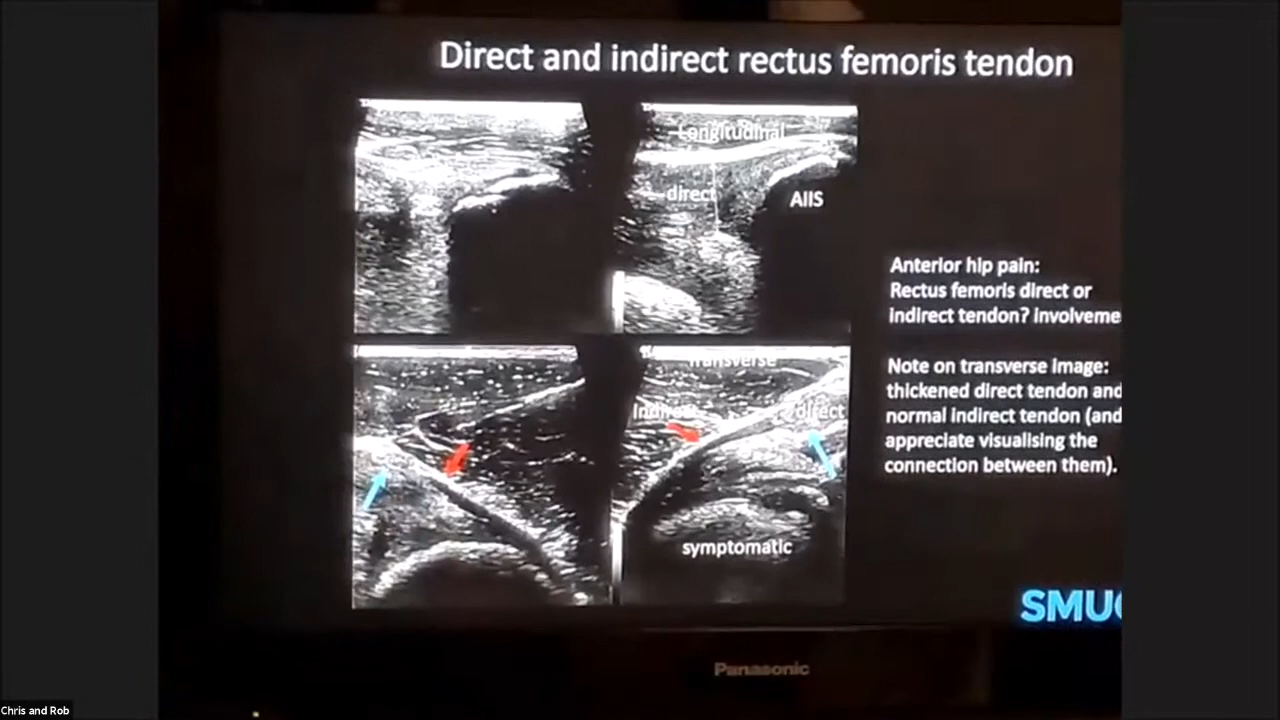 Direct and indirect rectus femoris tendon
Longitudinal
direct
AIIS
Anterior hip pain:
Rectus femoris direct or
indirect tendon? Involveme
Note on transverse image:
thickened direct tendon and
normal indirect tendon (and
appreciate visualising the
connection between them).
Transverse
Indirect
direct
symptomatic
SMUG
Panasonic
Chris and Rob